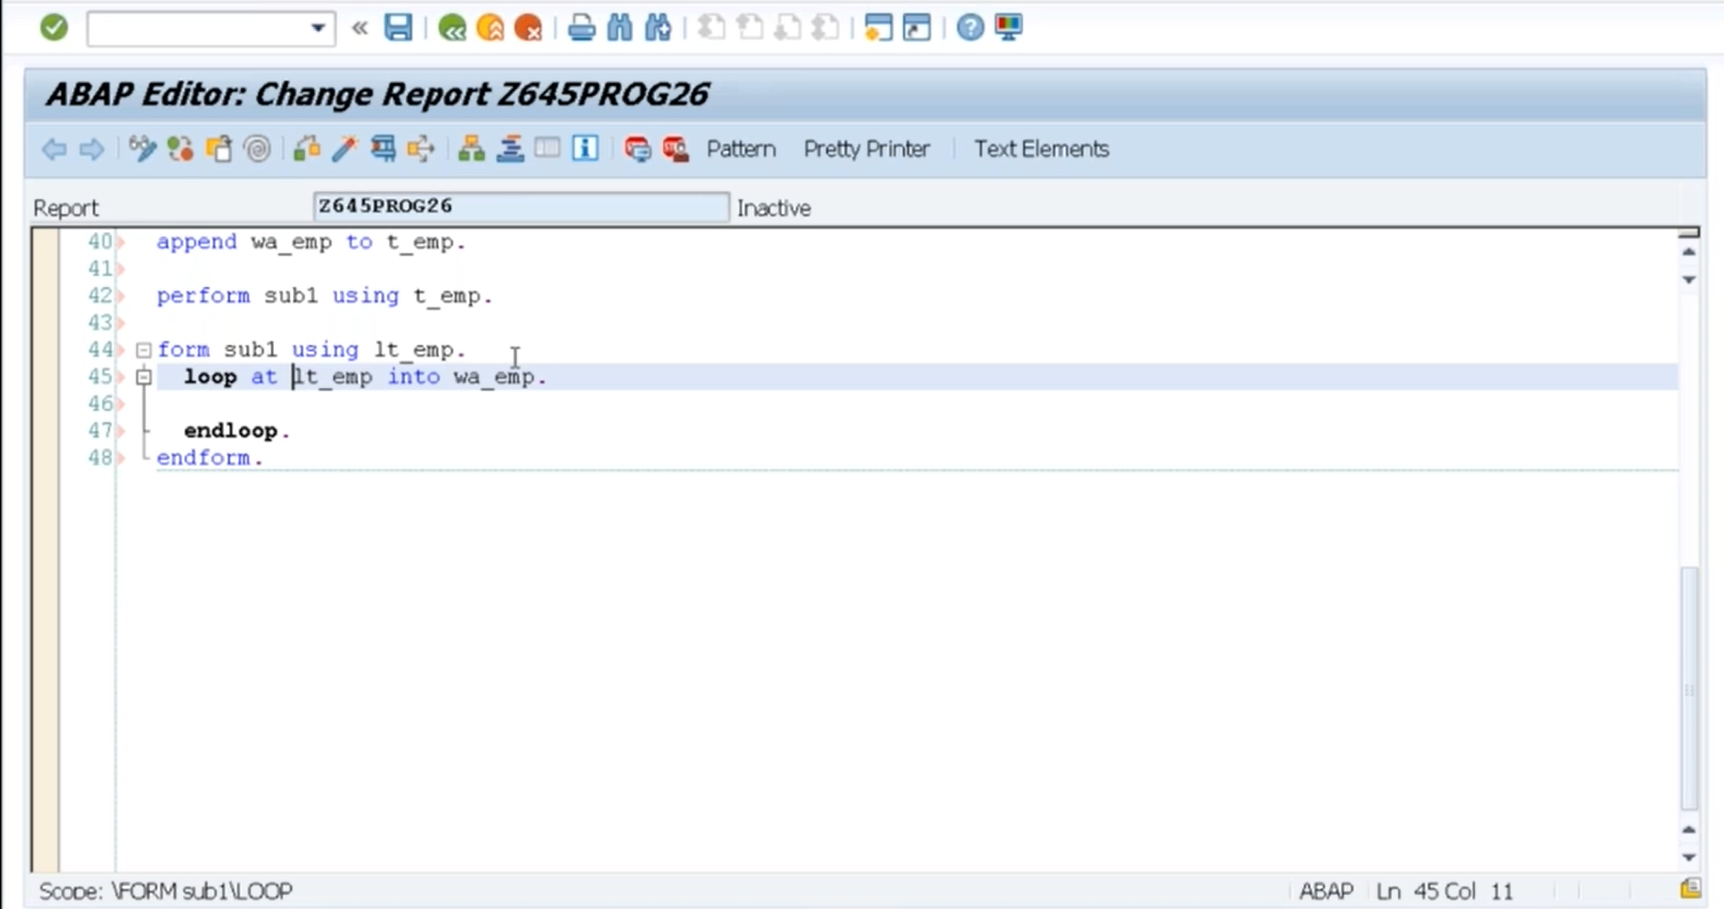 ABAP Editor: Change Report Z645PROG26
Pattern Pretty Printer Text Elements
Report Z645PROG26 Inactive
40 append wa_emp to t_emp.
41
42 perform sub1 using t_emp.
43
44 form sub1 using lt_emp.
45 loop at lt_emp into wa_emp.
46
47 endloop.
48 endform.
Scope: \FORM sub1\LOOP ABAP Ln 45 Col 11